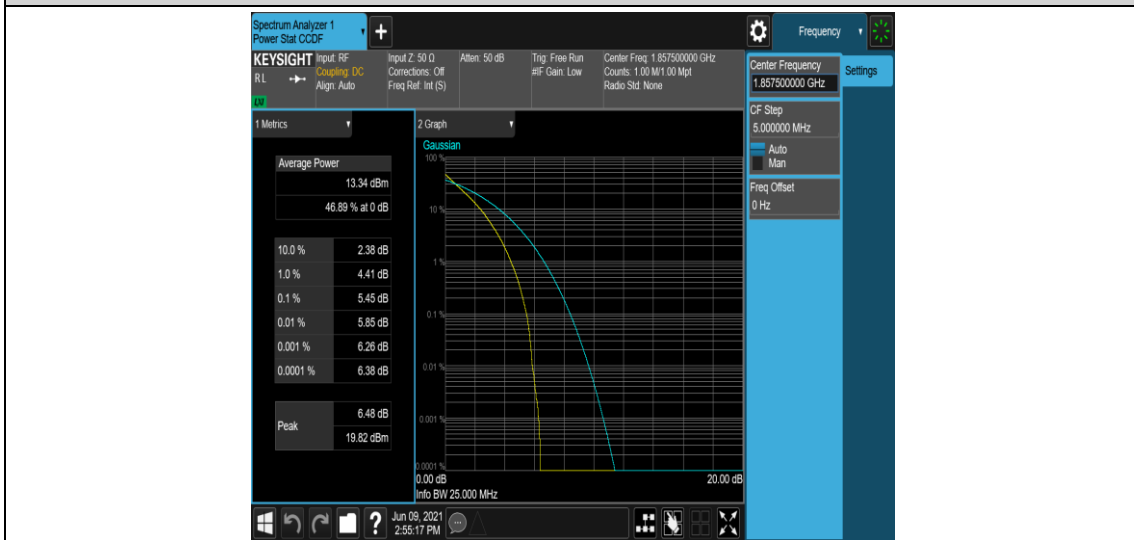 Spectrum Analyzer 1
Power Stat CCDF
+
Frequency
KEYSIGHT
RL
Input: RF
Coupling: DC
Align: Auto
Input Z: 50 Ω
Corrections: Off
Freq Ref: Int (S)
Atten: 50 dB
Trig: Free Run
#IF Gain: Low
Center Freq: 1.857500000 GHz
Counts: 1.00 M/1.00 Mpt
Radio Std: None
Center Frequency
1.857500000 GHz
Settings
CF Step
5.000000 MHz
Auto
Man
Freq Offset
0 Hz
1 Metrics
Average Power
13.34 dBm
46.89 % at 0 dB
10.0 % 2.38 dB
1.0 % 4.41 dB
0.1 % 5.45 dB
0.01 % 5.85 dB
0.001 % 6.26 dB
0.0001 % 6.38 dB
Peak 6.48 dB
19.82 dBm
2 Graph
Gaussian
100 %
10 %
1 %
0.1 %
0.01 %
0.001 %
0.0001 %
0.00 dB 20.00 dB
Info BW 25.000 MHz
?
Jun 09, 2021
2:55:17 PM